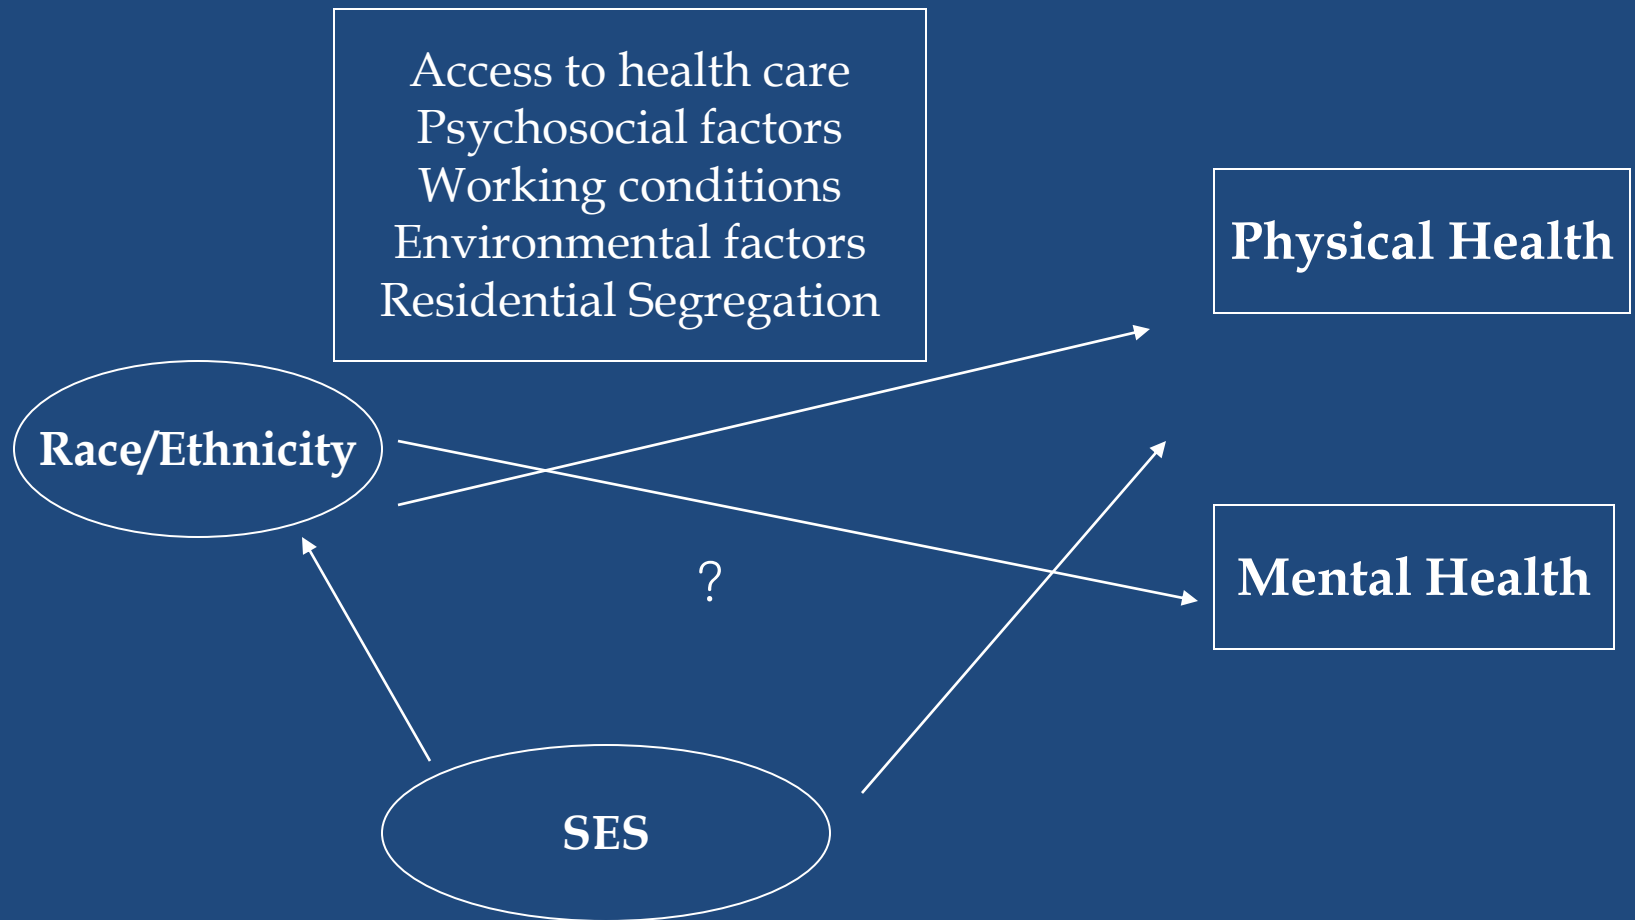 Access to health care
Psychosocial factors
Working conditions
Environmental factors
Residential Segregation
Physical Health
Race/Ethnicity
?
Mental Health
SES